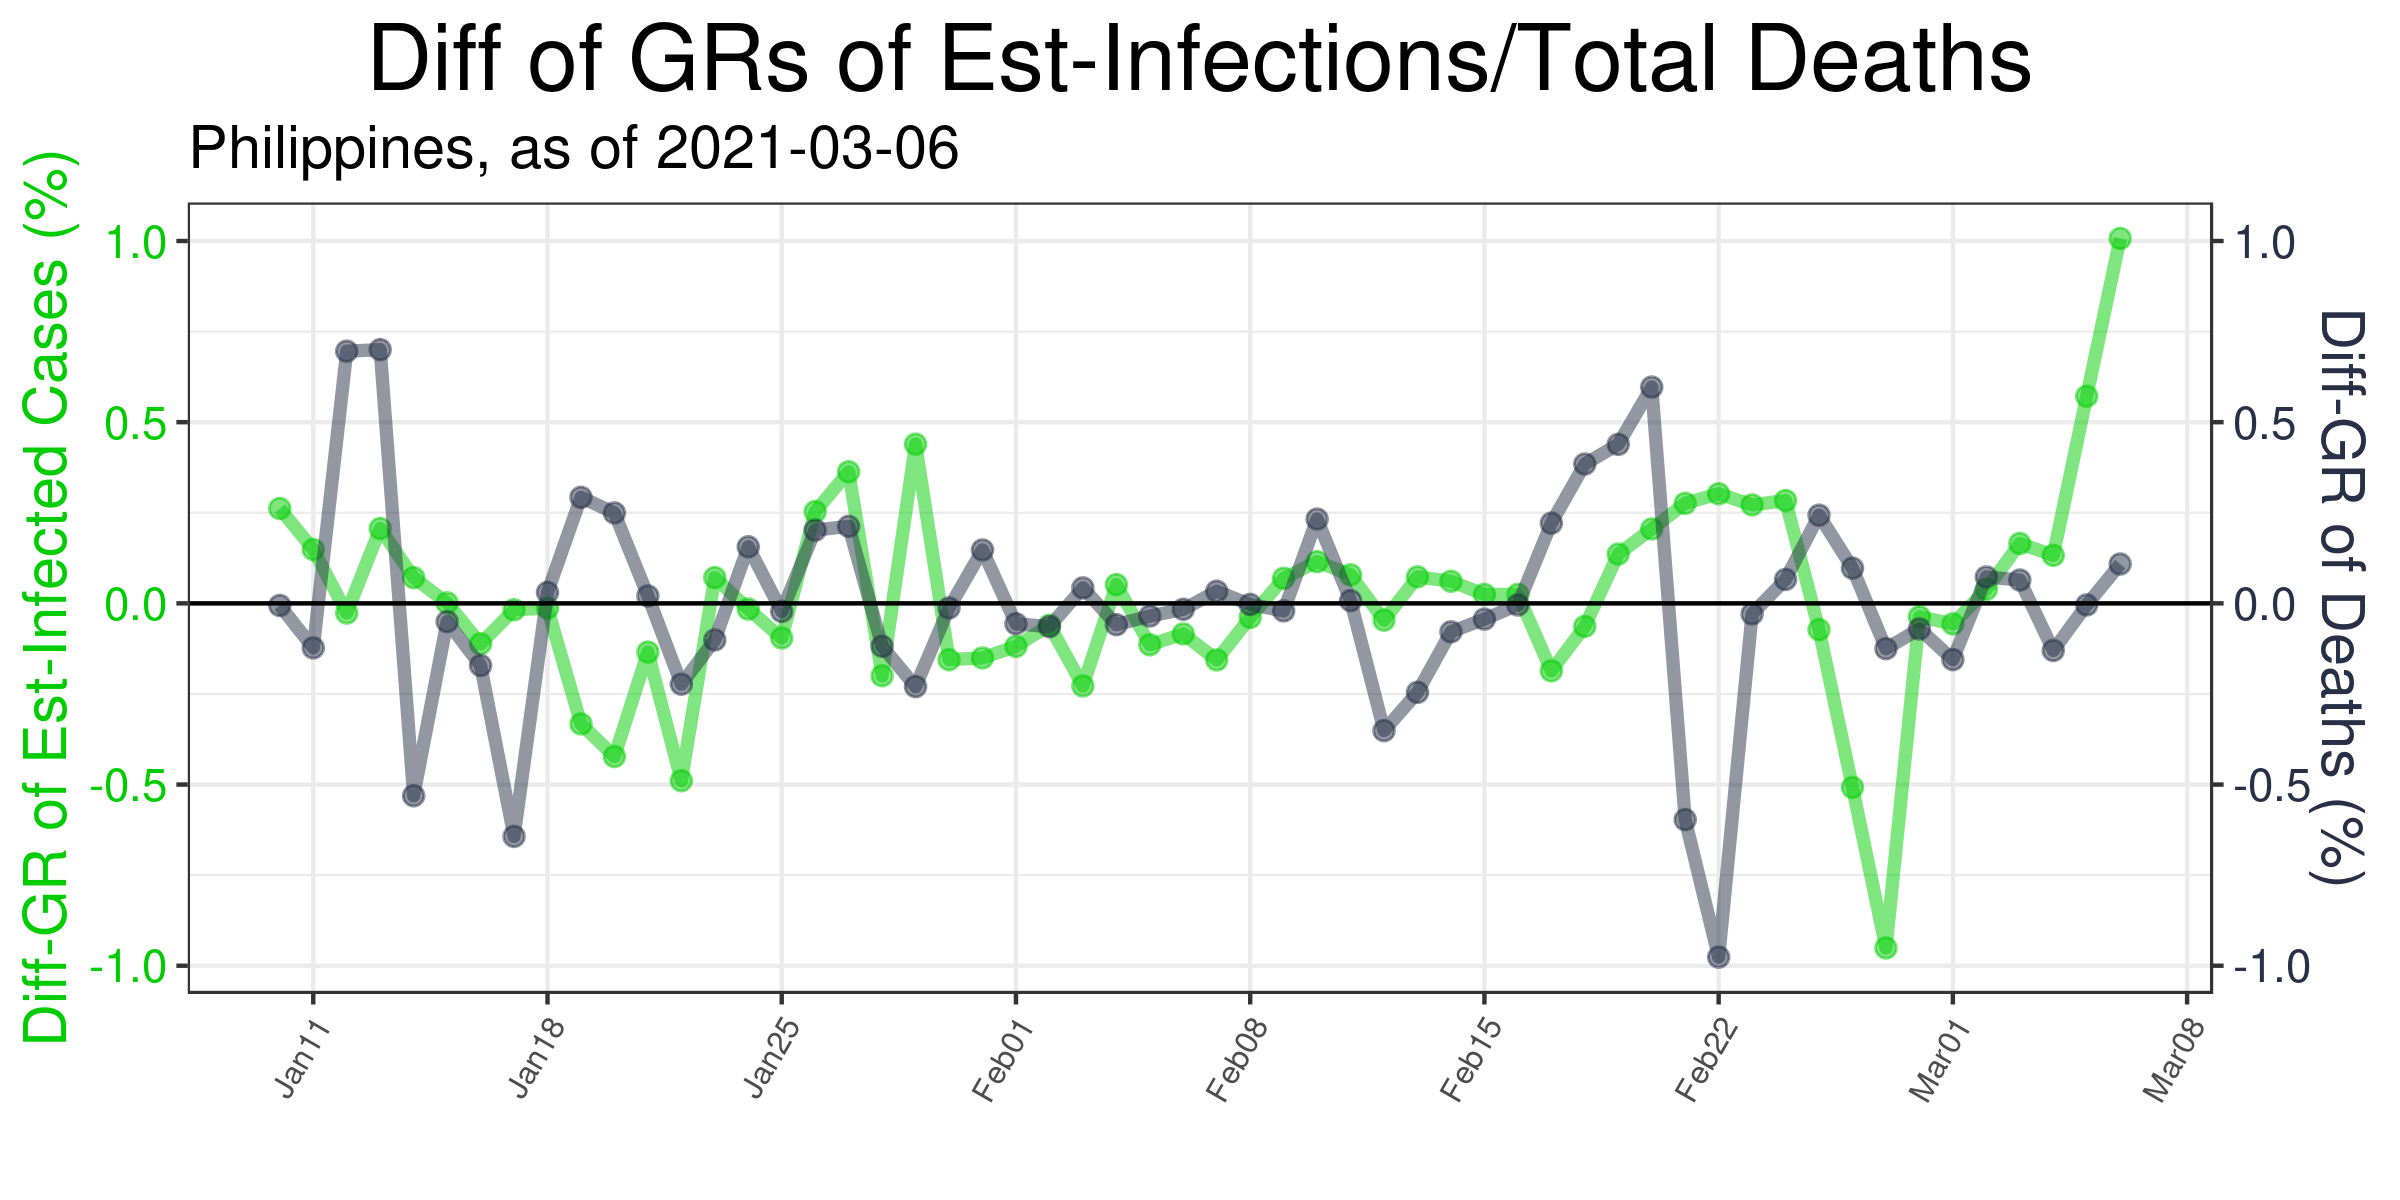 Diff of GRs of Est-Infections/Total Deaths
Philippines, as of 2021-03-06
Diff-GR of Est-Infected Cases (%)
1.0
0.5
0.0
-0.5
-1.0
1.0
0.5
0.0
-0.5
-1.0
Diff-GR of Deaths (%)
Jan11
Jan18
Jan25
Feb01
Feb08
Feb15
Feb22
Mar01
Mar08